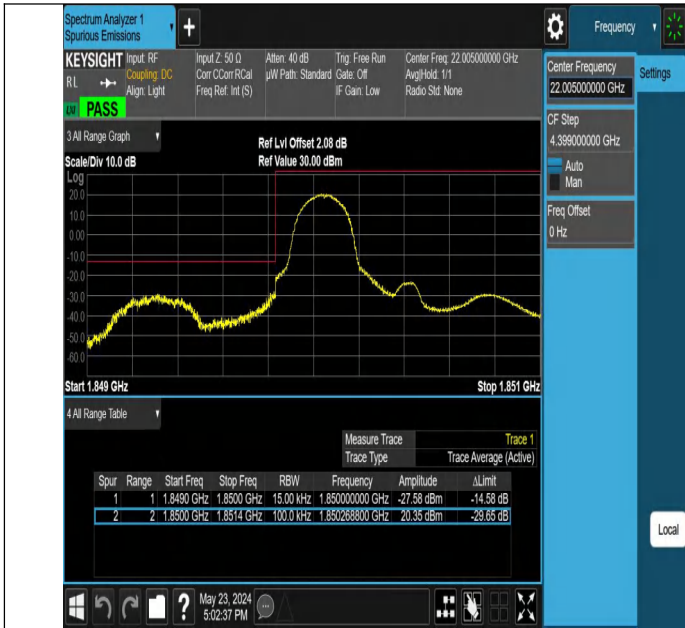 Spectrum Analyzer 1
Spurious Emissions
Frequency
KEYSIGHT
RL
PASS
Input: RF
Coupling: DC
Align: Light
Input Z: 50 Ω
Corr CCorr RCal
Freq Ref: Int (S)
Atten: 40 dB
µW Path: Standard
Trig: Free Run
Gate: Off
IF Gain: Low
Center Freq: 22.005000000 GHz
Avg|Hold: 1/1
Radio Std: None
Center Frequency
22.005000000 GHz
Settings
CF Step
4.399000000 GHz
Auto
Man
Freq Offset
0 Hz
3 All Range Graph
Scale/Div 10.0 dB
Ref Lvl Offset 2.08 dB
Ref Value 30.00 dBm
Log
20.0
10.0
0.00
-10.0
-20.0
-30.0
-40.0
-50.0
-60.0
Start 1.849 GHz
Stop 1.851 GHz
4 All Range Table
Measure Trace Trace 1
Trace Type Trace Average (Active)
Spur Range Start Freq Stop Freq RBW Frequency Amplitude ΔLimit
1 1 1.8490 GHz 1.8500 GHz 15.00 kHz 1.850000000 GHz -27.58 dBm -14.58 dB
2 2 1.8500 GHz 1.8514 GHz 100.0 kHz 1.850268800 GHz 20.35 dBm -29.65 dB
Local
?
May 23, 2024
5:02:37 PM